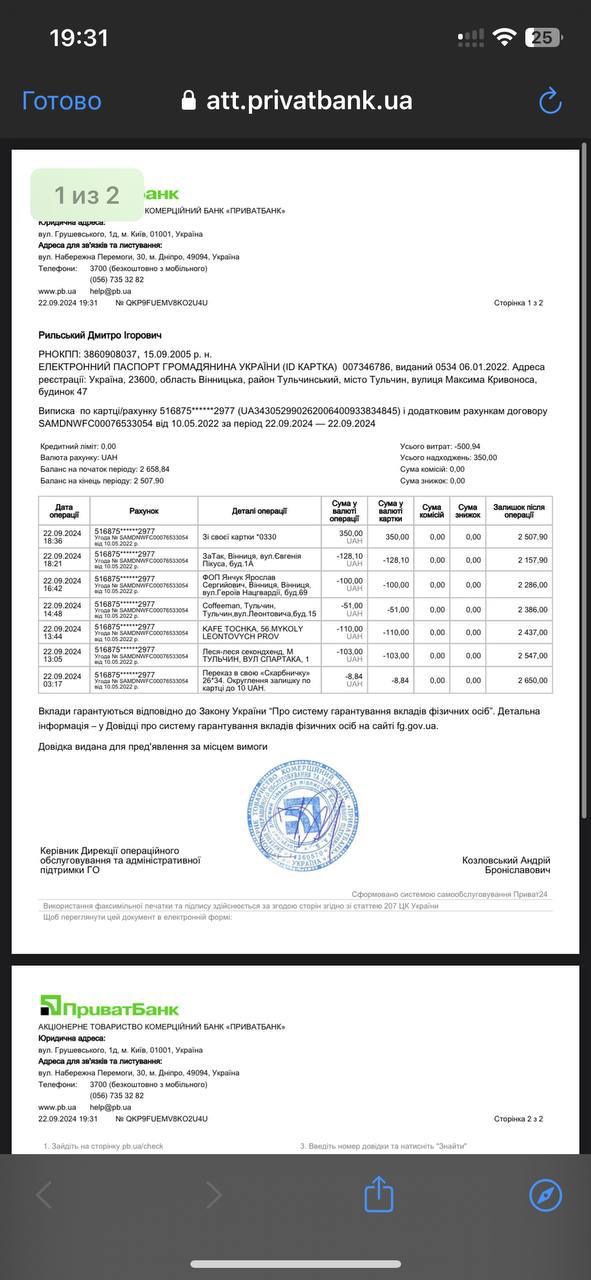 19:31
25
Готово
att.privatbank.ua
1 из 2
банк
КОМЕРЦІЙНИЙ БАНК «ПРИВАТБАНК»
Юридична адреса:
вул. Грушевського, 1д, м. Київ, 01001, Україна
Адреса для зв'язків та листування:
вул. Набережна Перемоги, 30, м. Дніпро, 49094, Україна
Телефони: 3700 (безкоштовно з мобільного)
(056) 735 32 82
www.pb.ua help@pb.ua
22.09.2024 19:31 № QKP9FUEMV8KO2U4U Сторінка 1 з 2
Рильський Дмитро Ігорович
РНОКПП: 3860908037, 15.09.2005 р. н.
ЕЛЕКТРОННИЙ ПАСПОРТ ГРОМАДЯНИНА УКРАЇНИ (ID КАРТКА) 007346786, виданий 0534 06.01.2022. Адреса
реєстрації: Україна, 23600, область Вінницька, район Тульчинський, місто Тульчин, вулиця Максима Кривоноса,
будинок 47
Виписка по картці/рахунку 516875******2977 (UA343052990262006400933834845) і додатковим рахункам договору
SAMDNWFC00076533054 від 10.05.2022 за період 22.09.2024 — 22.09.2024
Кредитний ліміт: 0,00 Усього витрат: -500,94
Валюта рахунку: UAH Усього надходжень: 350,00
Баланс на початок періоду: 2 658,84 Сума комісій: 0,00
Баланс на кінець періоду: 2 507,90 Сума знижок: 0,00
Дата операції Рахунок Деталі операції Сума у валюті операції Сума у валюті картки Сума комісій Сума знижок Залишок після операції
22.09.2024 18:36 516875******2977 Угода № SAMDNWFC00076533054 від 10.05.2022 р. Зі своєї картки *0330 350,00 UAH 350,00 0,00 0,00 2 507,90
22.09.2024 18:21 516875******2977 Угода № SAMDNWFC00076533054 від 10.05.2022 р. ЗаТак, Вінниця, вул.Євгенія Пікуса, буд.1А -128,10 UAH -128,10 0,00 0,00 2 157,90
22.09.2024 16:42 516875******2977 Угода № SAMDNWFC00076533054 від 10.05.2022 р. ФОП Янчук Ярослав Сергийович, Вінниця, Вінниця, вул.Героїв Нацгвардії, буд.69 -100,00 UAH -100,00 0,00 0,00 2 286,00
22.09.2024 14:48 516875******2977 Угода № SAMDNWFC00076533054 від 10.05.2022 р. Coffeeman, Тульчин, Тульчин,вул.Леонтовича,буд.15 -51,00 UAH -51,00 0,00 0,00 2 386,00
22.09.2024 13:44 516875******2977 Угода № SAMDNWFC00076533054 від 10.05.2022 р. KAFE TOCHKA, 56.MYKOLY LEONTOVYCH PROV -110,00 UAH -110,00 0,00 0,00 2 437,00
22.09.2024 13:05 516875******2977 Угода № SAMDNWFC00076533054 від 10.05.2022 р. Леся-леся секондхенд, М ТУЛЬЧИН, ВУЛ СПАРТАКА, 1 -103,00 UAH -103,00 0,00 0,00 2 547,00
22.09.2024 03:17 516875******2977 Угода № SAMDNWFC00076533054 від 10.05.2022 р. Переказ в свою «Скарбничку» 26*34. Округлення залишку по картці до 10 UAH. -8,84 UAH -8,84 0,00 0,00 2 650,00
Вклади гарантуються відповідно до Закону України "Про систему гарантування вкладів фізичних осіб". Детальна
інформація – у Довідці про систему гарантування вкладів фізичних осіб на сайті fg.gov.ua.
Довідка видана для пред'явлення за місцем вимоги
Керівник Дирекції операційного
обслуговування та адміністративної
підтримки ГО
Козловський Андрій
Броніславович
Сформовано системою самообслуговування Приват24
Використання факсимільної печатки та підпису здійснюється за згодою сторін згідно зі статтею 207 ЦК України
Щоб переглянути цей документ в електронній формі:
ПриватБанк
АКЦІОНЕРНЕ ТОВАРИСТВО КОМЕРЦІЙНИЙ БАНК «ПРИВАТБАНК»
Юридична адреса:
вул. Грушевського, 1д, м. Київ, 01001, Україна
Адреса для зв'язків та листування:
вул. Набережна Перемоги, 30, м. Дніпро, 49094, Україна
Телефони: 3700 (безкоштовно з мобільного)
(056) 735 32 82
www.pb.ua help@pb.ua
22.09.2024 19:31 № QKP9FUEMV8KO2U4U Сторінка 2 з 2
1. Зайдіть на сторінку pb.ua/check 3. Введіть номер довідки та натисніть "Знайти"